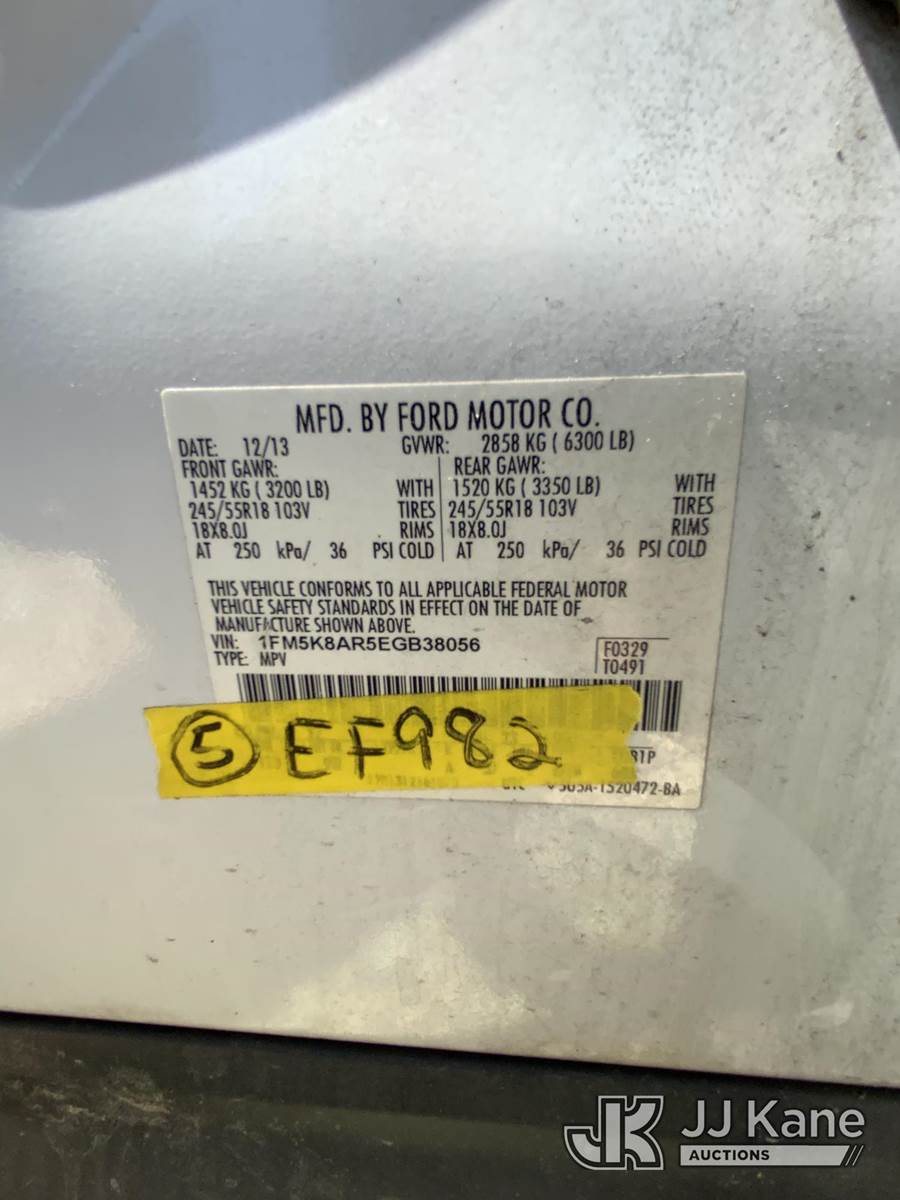 MFD. BY FORD MOTOR CO.
DATE: 12/13 GVWR: 2858 KG ( 6300 LB)
FRONT GAWR: REAR GAWR:
1452 KG ( 3200 LB) WITH 1520 KG ( 3350 LB) WITH
245/55R18 103V TIRES 245/55R18 103V TIRES
18X8.0J RIMS 18X8.0J RIMS
AT 250 kPa/ 36 PSI COLD AT 250 kPa/ 36 PSI COLD
THIS VEHICLE CONFORMS TO ALL APPLICABLE FEDERAL MOTOR
VEHICLE SAFETY STANDARDS IN EFFECT ON THE DATE OF
MANUFACTURE SHOWN ABOVE.
VIN: 1FM5K8AR5EGB38056 F0329
TYPE: MPV T0491
5 EF982
JK JJ Kane
AUCTIONS